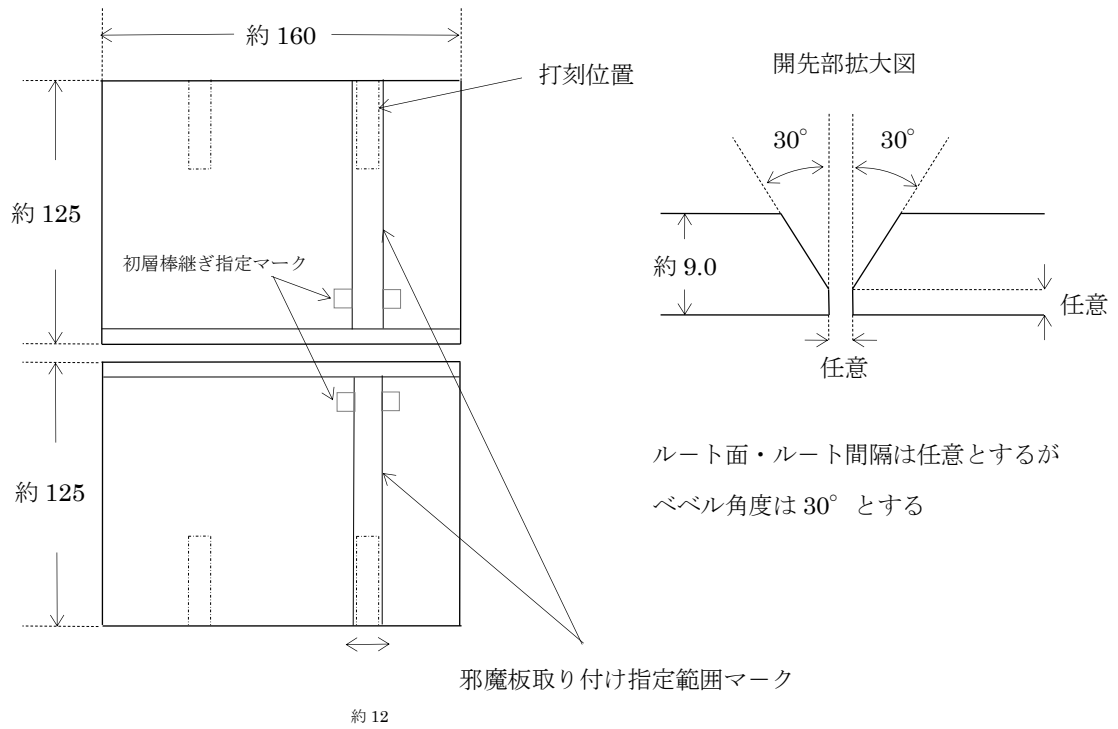 約 160
打刻位置
開先部拡大図
30°
30°
約 125
約 9.0
初層棒継ぎ指定マーク
任意
任意
約 125
ルート面・ルート間隔は任意とするが
ベベル角度は 30° とする
邪魔板取り付け指定範囲マーク
約 12